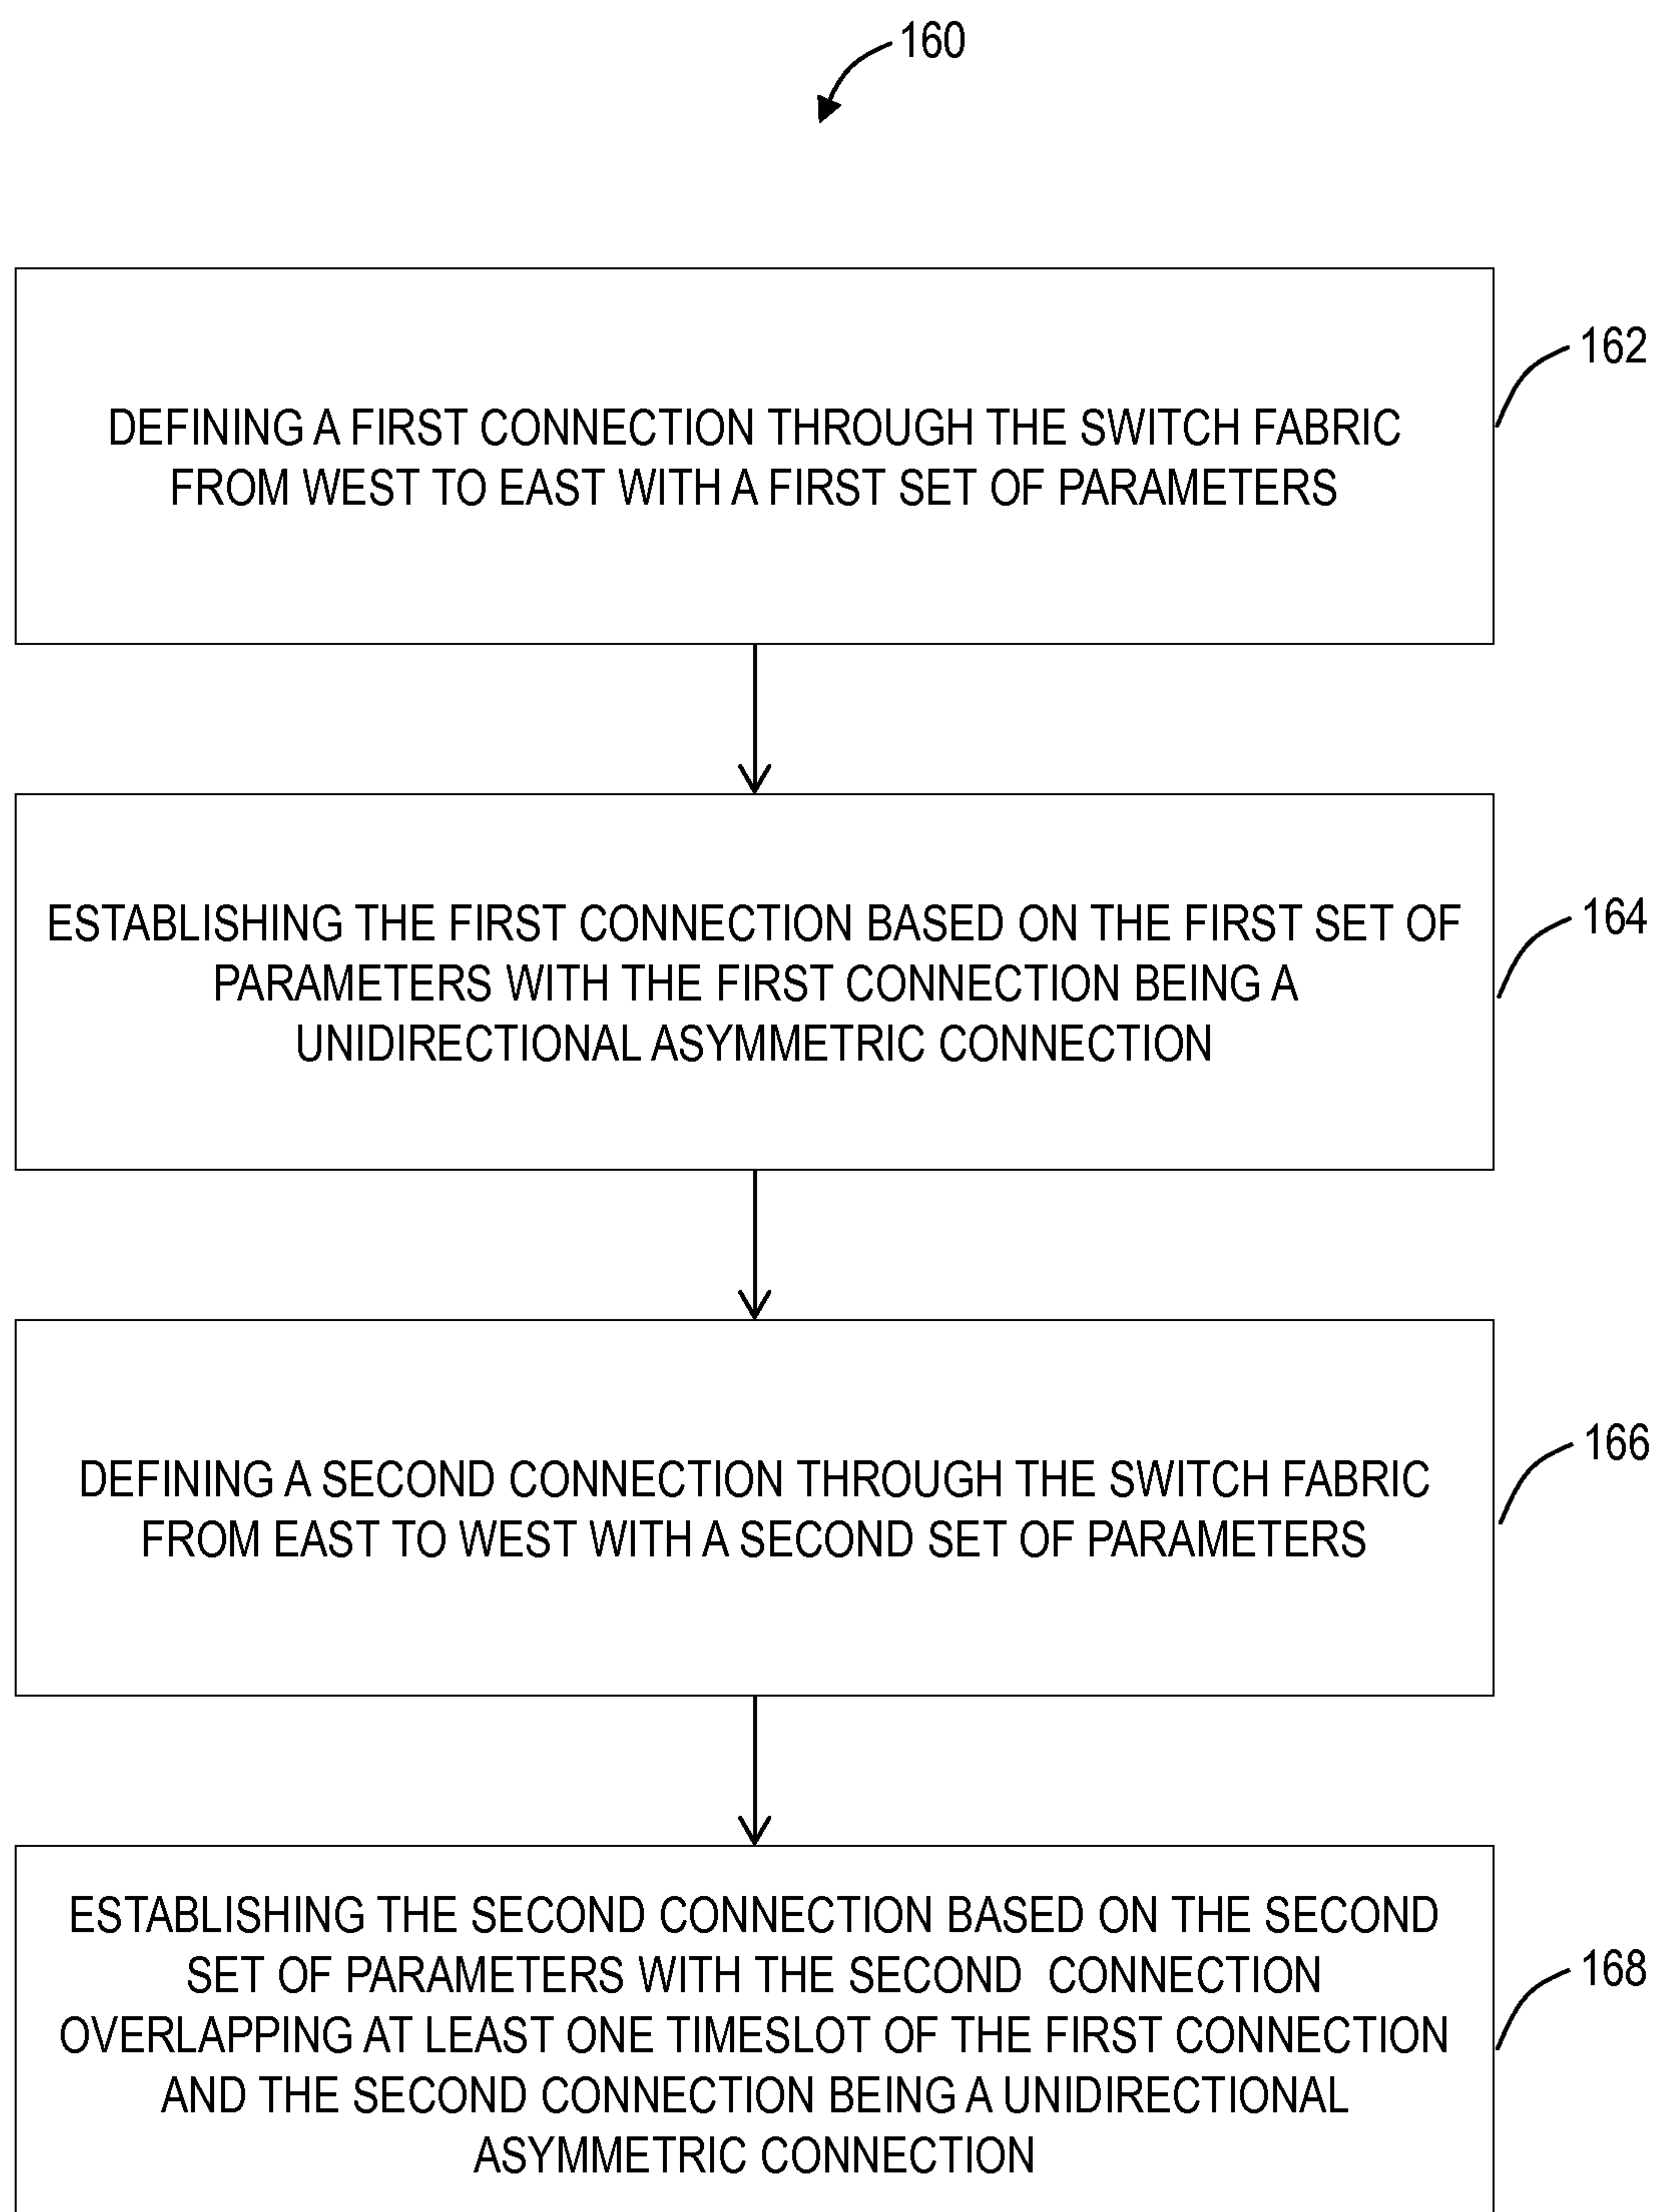 160
DEFINING A FIRST CONNECTION THROUGH THE SWITCH FABRIC
FROM WEST TO EAST WITH A FIRST SET OF PARAMETERS
162
ESTABLISHING THE FIRST CONNECTION BASED ON THE FIRST SET OF
PARAMETERS WITH THE FIRST CONNECTION BEING A
UNIDIRECTIONAL ASYMMETRIC CONNECTION
164
DEFINING A SECOND CONNECTION THROUGH THE SWITCH FABRIC
FROM EAST TO WEST WITH A SECOND SET OF PARAMETERS
166
ESTABLISHING THE SECOND CONNECTION BASED ON THE SECOND
SET OF PARAMETERS WITH THE SECOND CONNECTION
OVERLAPPING AT LEAST ONE TIMESLOT OF THE FIRST CONNECTION
AND THE SECOND CONNECTION BEING A UNIDIRECTIONAL
ASYMMETRIC CONNECTION
168